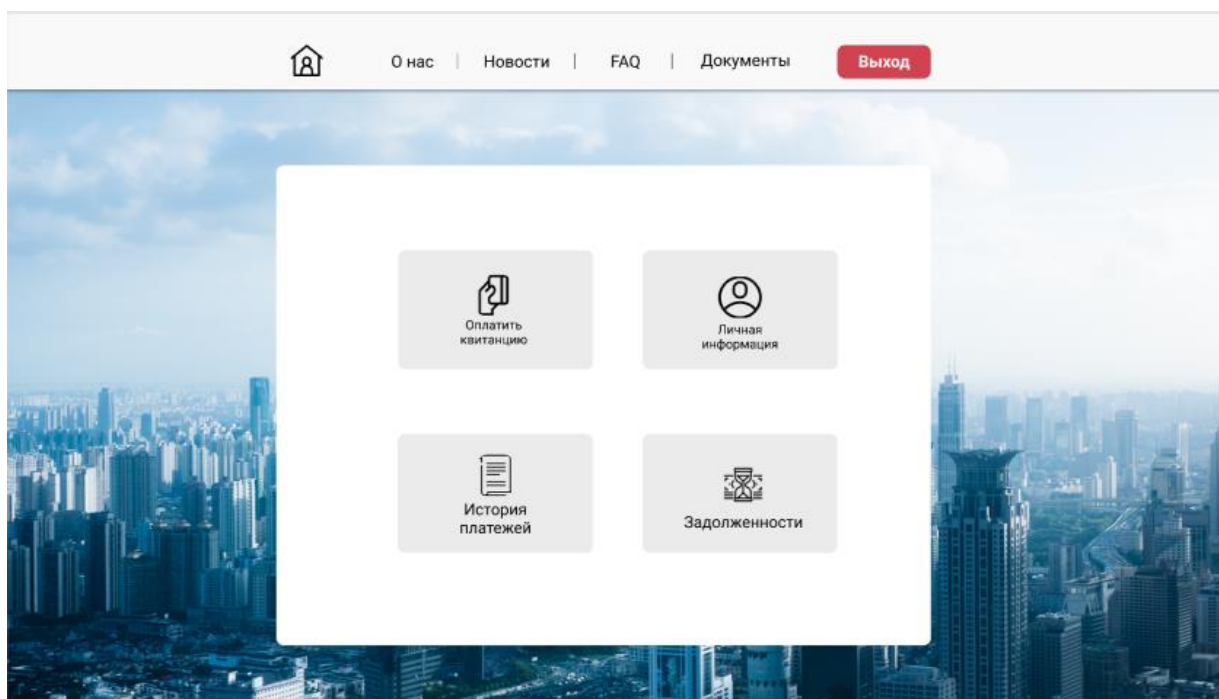 О нас | Новости | FAQ | Документы Выход
Оплатить
квитанцию
Личная
информация
История
платежей
Задолженности